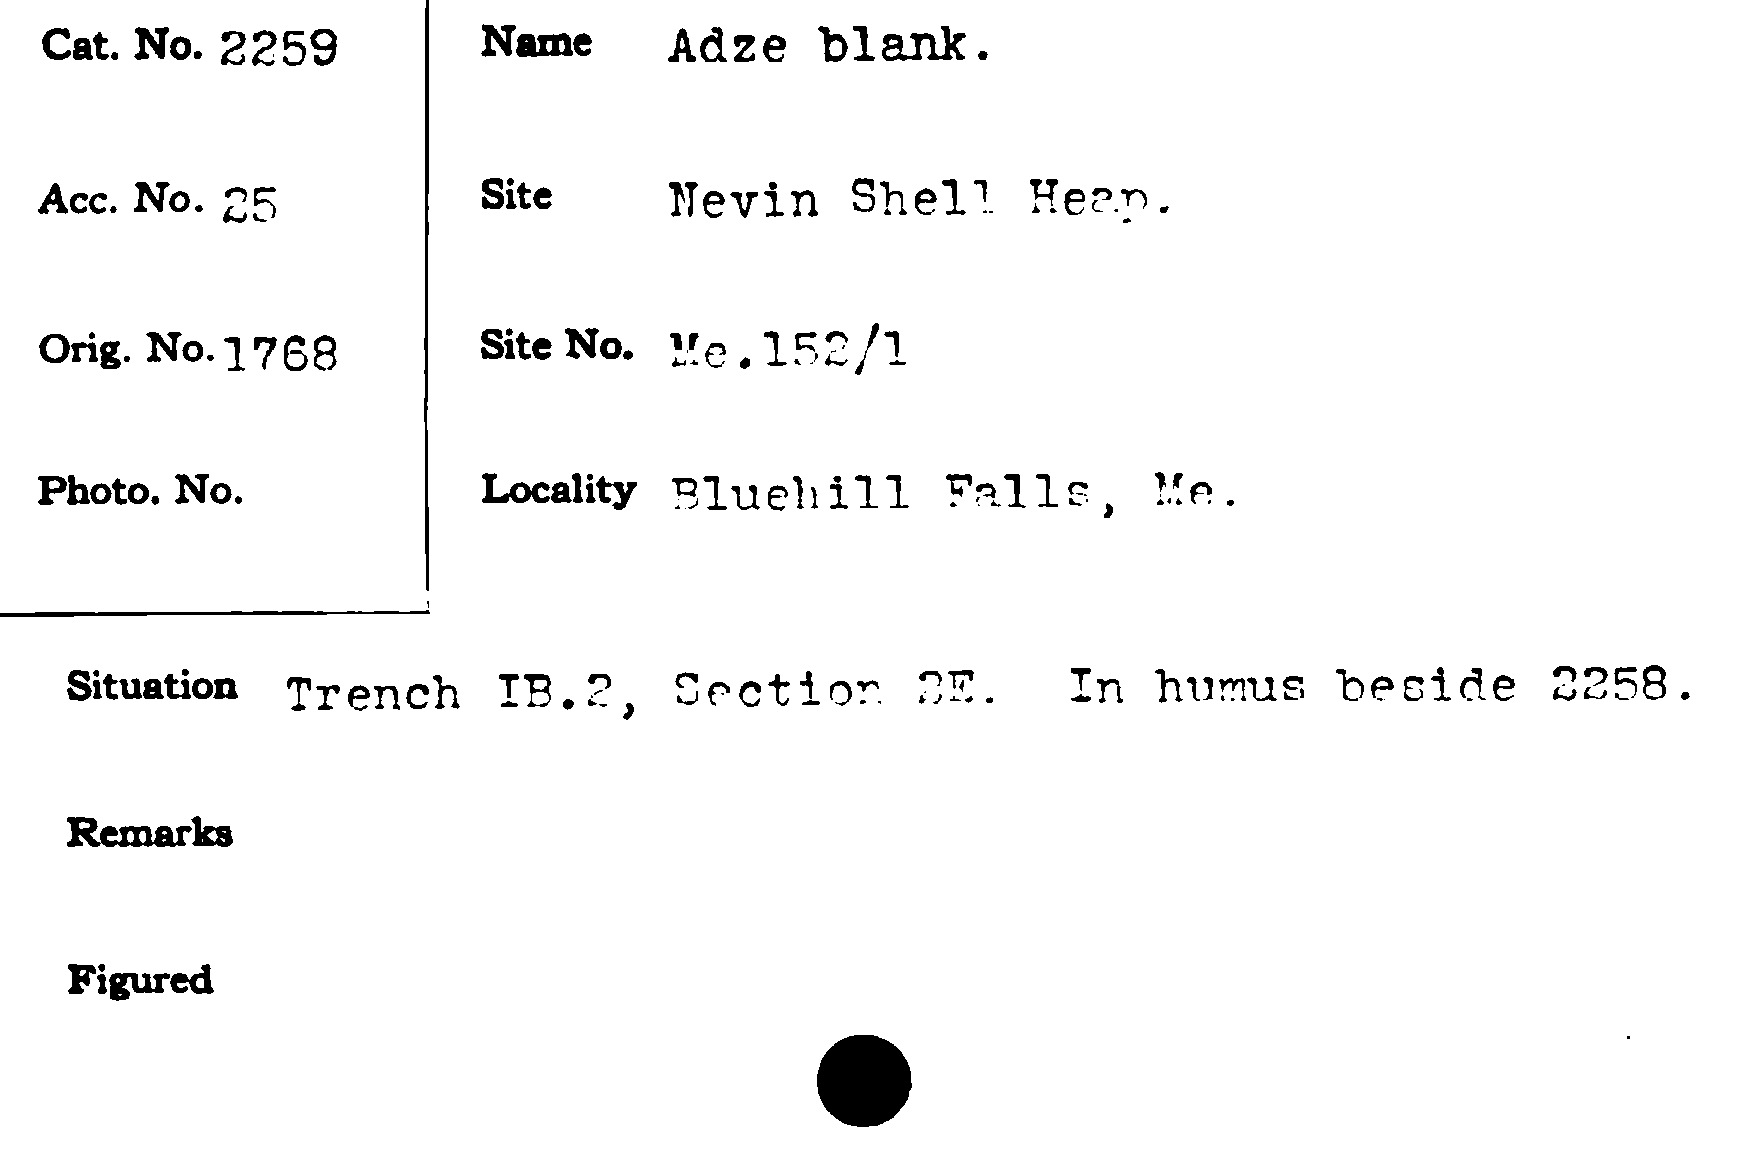 Cat. No. 2259
Name Adze blank.
Acc. No. 25
Site Nevin Shell Heap.
Orig. No. 1768
Site No. Me.152/1
Photo. No.
Locality Bluehill Falls, Me.
Situation Trench IB.2, Section 2E. In humus beside 2258.
Remarks
Figured